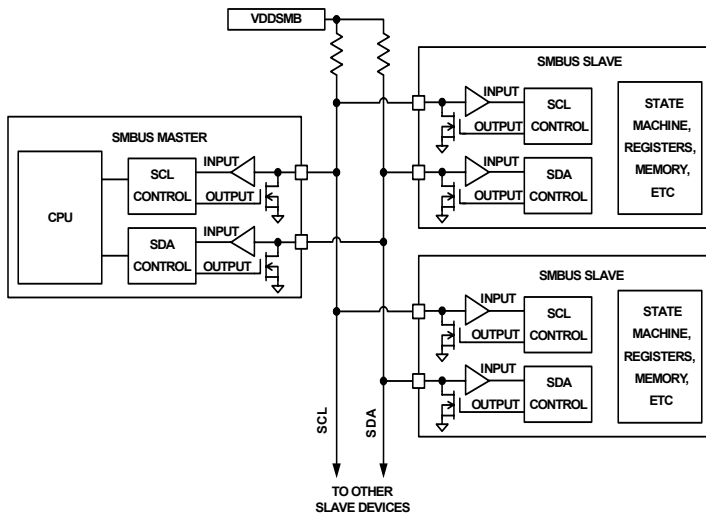 VDDSMB
SMBUS MASTER
CPU
SCL
CONTROL
INPUT
OUTPUT
SDA
CONTROL
INPUT
OUTPUT
SMBUS SLAVE
INPUT
OUTPUT
SCL
CONTROL
INPUT
OUTPUT
SDA
CONTROL
STATE
MACHINE,
REGISTERS,
MEMORY,
ETC
SMBUS SLAVE
INPUT
OUTPUT
SCL
CONTROL
INPUT
OUTPUT
SDA
CONTROL
STATE
MACHINE,
REGISTERS,
MEMORY,
ETC
SCL
SDA
TO OTHER
SLAVE DEVICES